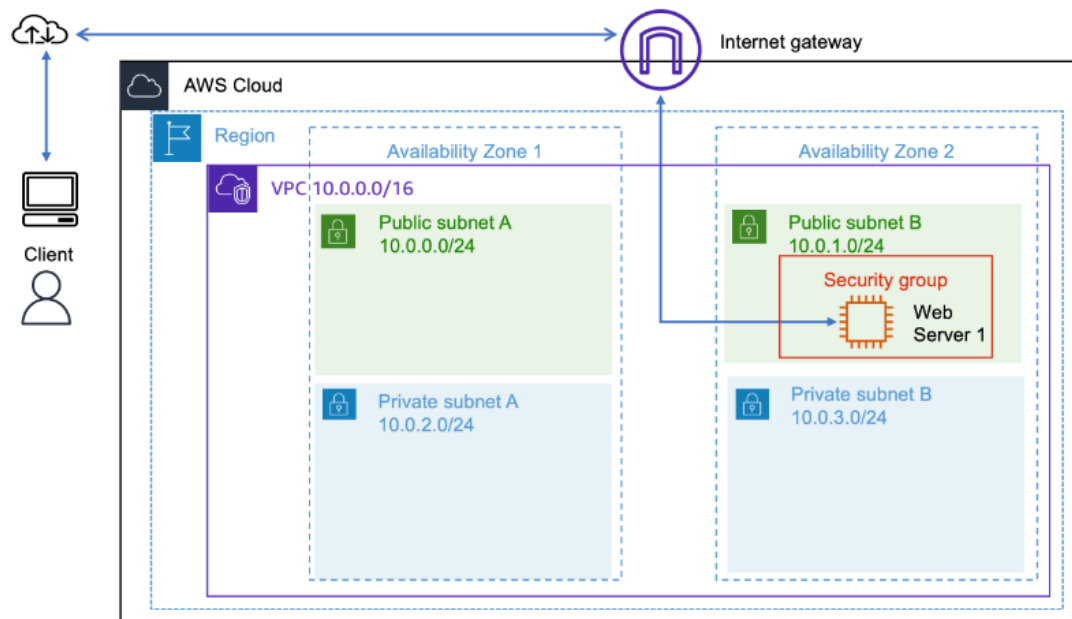 Internet gateway
AWS Cloud
Region
Availability Zone 1
Availability Zone 2
VPC 10.0.0.0/16
Public subnet A
10.0.0.0/24
Public subnet B
10.0.1.0/24
Client
Security group
Web
Server 1
Private subnet A
10.0.2.0/24
Private subnet B
10.0.3.0/24